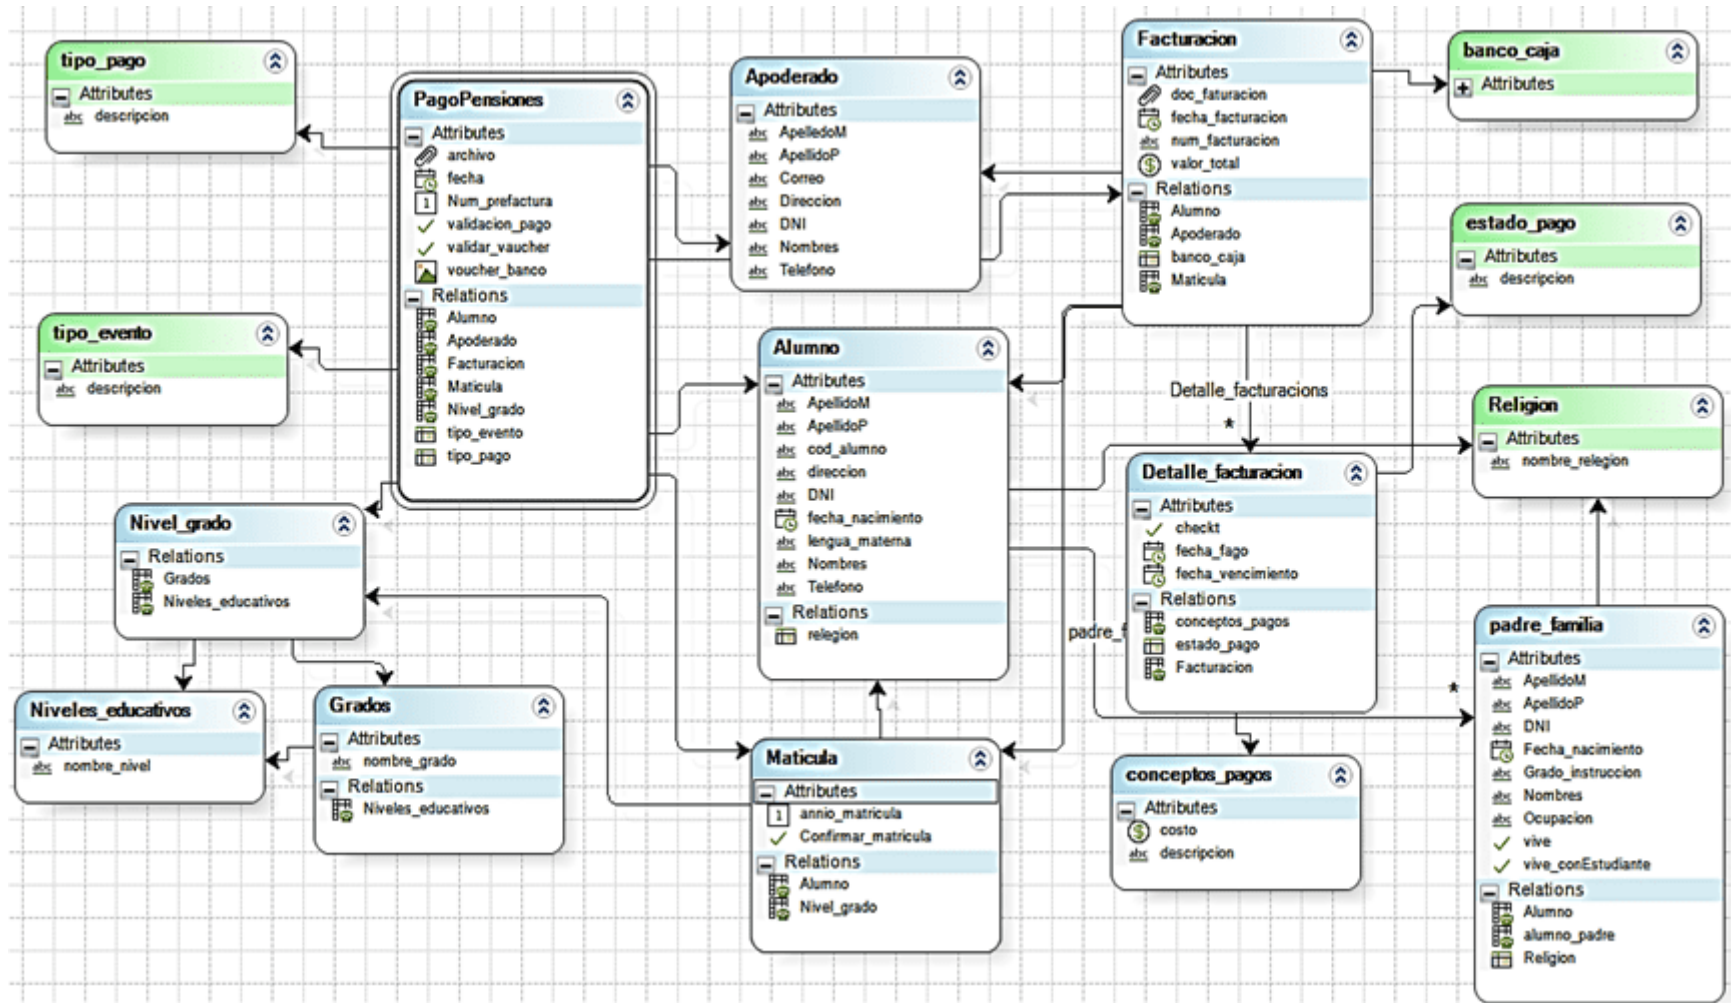 tipo_pago
Attributes
descripcion
PagoPensiones
Attributes
archivo
fecha
Num_prefactura
validacion_pago
validar_vaucher
voucher_banco
Relations
Alumno
Apoderado
Facturacion
Maticula
Nivel_grado
tipo_evento
tipo_pago
Apoderado
Attributes
ApelledoM
ApellidoP
Correo
Direccion
DNI
Nombres
Telefono
Facturacion
Attributes
doc_faturacion
fecha_facturacion
num_facturacion
valor_total
Relations
Alumno
Apoderado
banco_caja
Maticula
banco_caja
Attributes
estado_pago
Attributes
descripcion
tipo_evento
Attributes
descripcion
Alumno
Attributes
ApellidoM
ApellidoP
cod_alumno
direccion
DNI
fecha_nacimiento
lengua_materna
Nombres
Telefono
Relations
relegion
Detalle_facturacions
*
Religion
Attributes
nombre_relegion
Detalle_facturacion
Attributes
checkt
fecha_fago
fecha_vencimiento
Relations
conceptos_pagos
estado_pago
Facturacion
padre_f
*
Nivel_grado
Relations
Grados
Niveles_educativos
padre_familia
Attributes
ApellidoM
ApellidoP
DNI
Fecha_nacimiento
Grado_instruccion
Nombres
Ocupacion
vive
vive_conEstudiante
Relations
Alumno
alumno_padre
Religion
Niveles_educativos
Attributes
nombre_nivel
Grados
Attributes
nombre_grado
Relations
Niveles_educativos
Maticula
Attributes
annio_matricula
Confirmar_matricula
Relations
Alumno
Nivel_grado
conceptos_pagos
Attributes
costo
descripcion